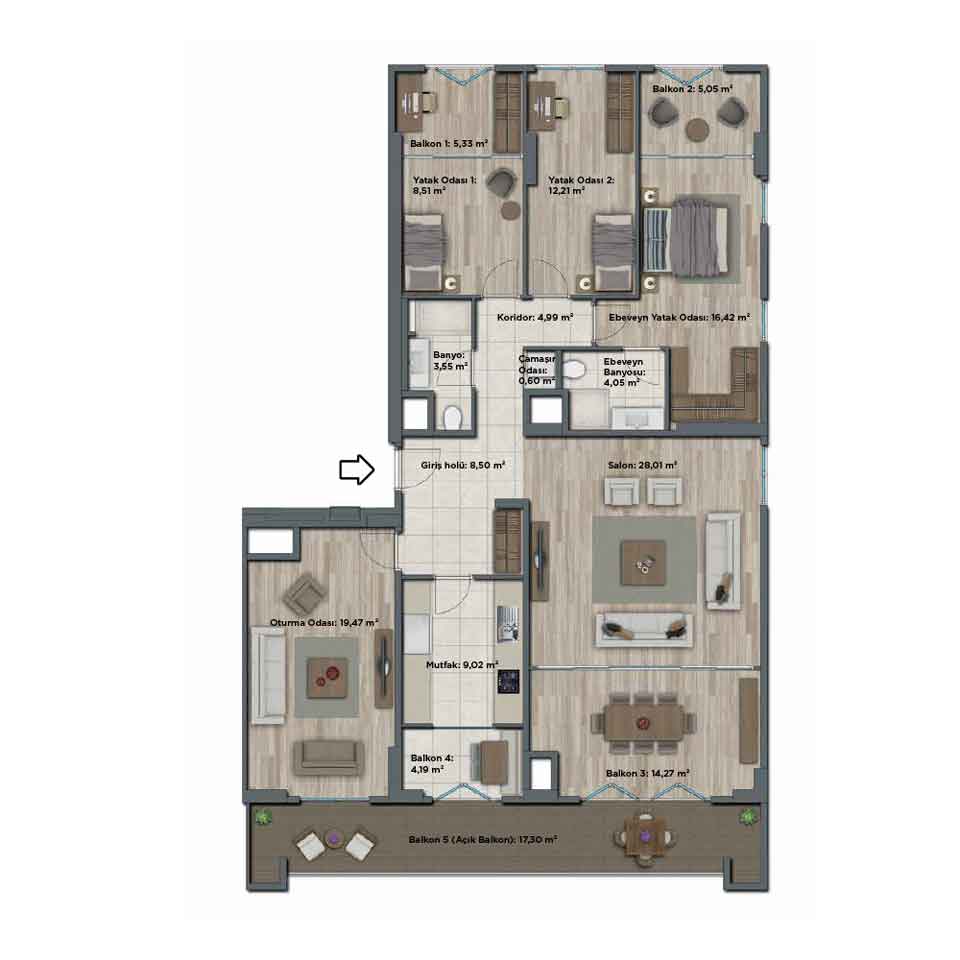 Balkon 2: 5,05 m²
Balkon 1: 5,33 m²
Yatak Odası 1:
8,51 m²
Yatak Odası 2:
12,21 m²
Koridor: 4,99 m²
Ebeveyn Yatak Odası: 16,42 m²
Banyo:
3,55 m²
Çamaşır
Odası:
0,60 m²
Ebeveyn
Banyosu:
4,05 m²
Giriş holü: 8,50 m²
Salon: 28,01 m²
Oturma Odası: 19,47 m²
Mutfak: 9,02 m²
Balkon 4:
4,19 m²
Balkon 3: 14,27 m²
Balkon 5 (Açık Balkon): 17,30 m²